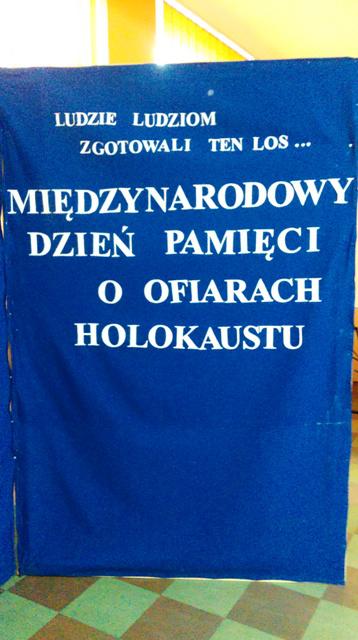 LUDZIE LUDZIOM
ZGOTOWALI TEN LOS...
MIĘDZYNARODOWY
DZIEŃ PAMIĘCI
O OFIARACH
HOLOKAUSTU